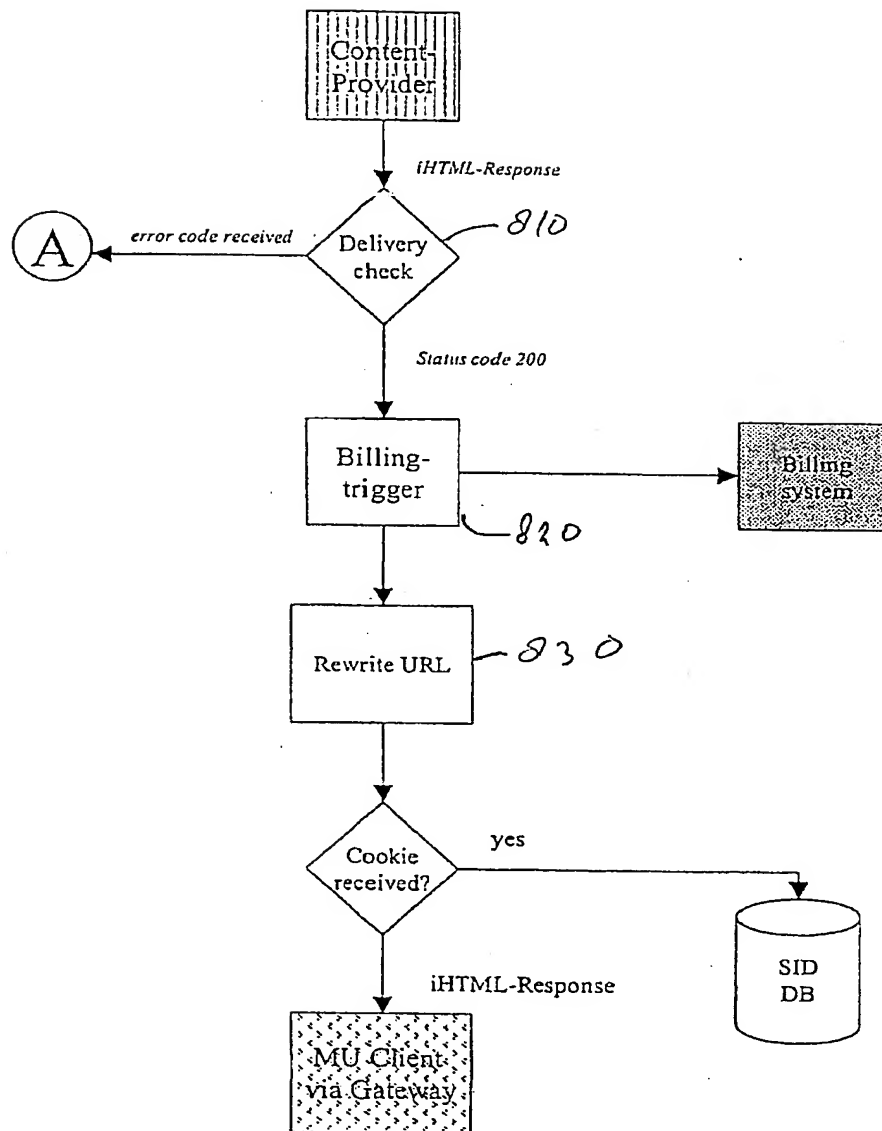 Content-
Provider
iHTML-Response
810
error code received
A
Delivery
check
Status code 200
Billing-
trigger
Billing
system
820
Rewrite URL
830
yes
Cookie
received?
SID
DB
iHTML-Response
MU Client
via Gateway